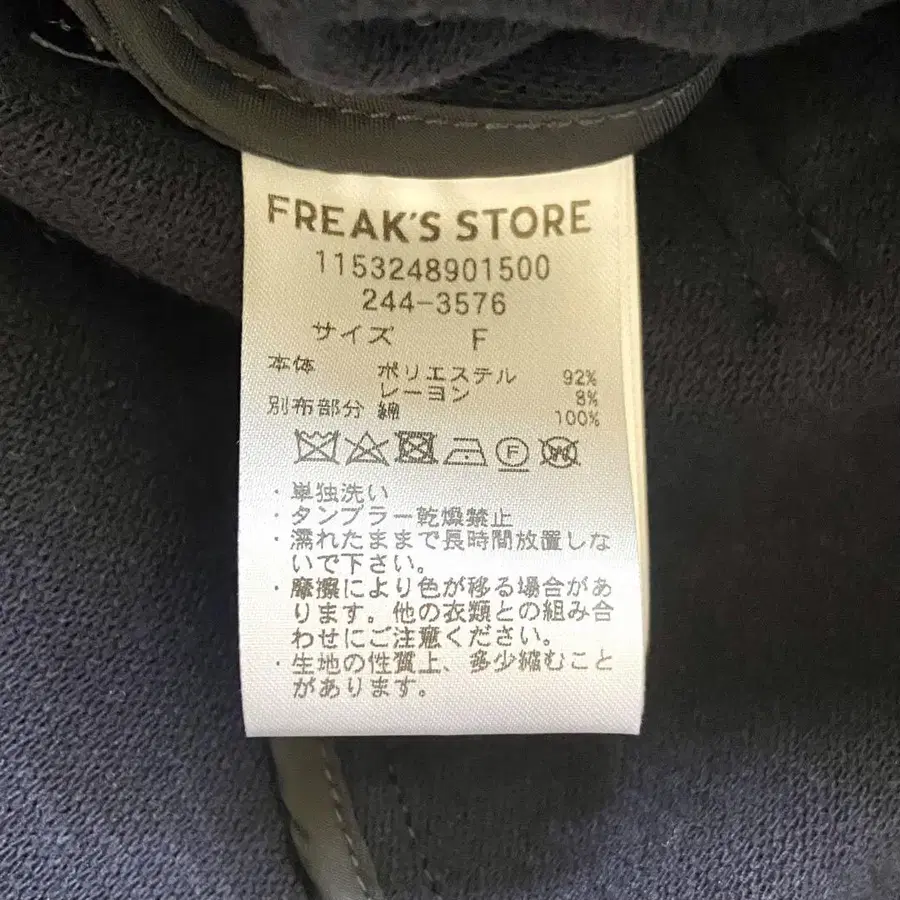 FREAK'S STORE
1153248901500
244-3576
サイズ F
本体 ポリエステル 92%
レーヨン 8%
別布部分 綿 100%
F W
・単独洗い
・タンブラー乾燥禁止
・濡れたままで長時間放置しな
いで下さい。
・摩擦により色が移る場合があ
ります。他の衣類との組み合
わせにご注意ください。
・生地の性質上、多少縮むこと
があります。